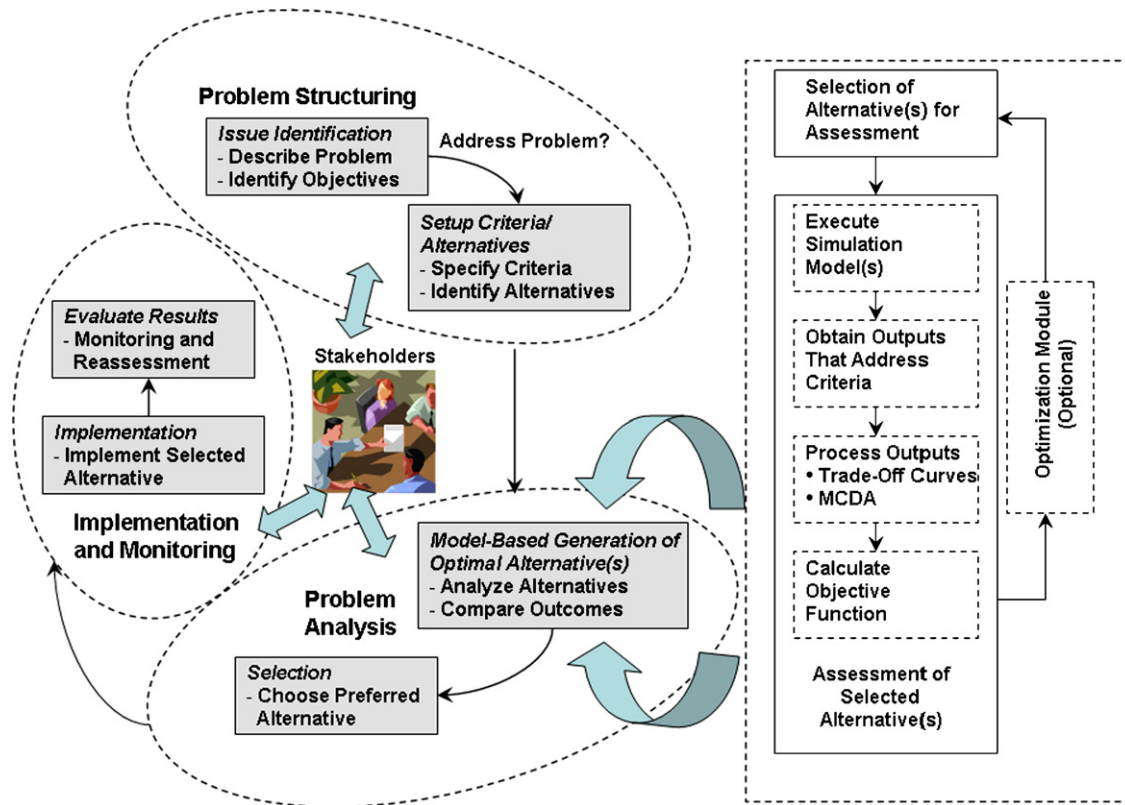 Problem Structuring
Issue Identification
- Describe Problem
- Identify Objectives
Address Problem?
Setup Criteria/
Alternatives
- Specify Criteria
- Identify Alternatives
Evaluate Results
- Monitoring and
Reassessment
Implementation
- Implement Selected
Alternative
Implementation
and Monitoring
Stakeholders
Model-Based Generation of
Optimal Alternative(s)
- Analyze Alternatives
- Compare Outcomes
Problem
Analysis
Selection
- Choose Preferred
Alternative
Selection of
Alternative(s) for
Assessment
Execute
Simulation
Model(s)
Obtain Outputs
That Address
Criteria
Process Outputs
• Trade-Off Curves
• MCDA
Calculate
Objective
Function
Assessment of
Selected
Alternative(s)
Optimization Module
(Optional)